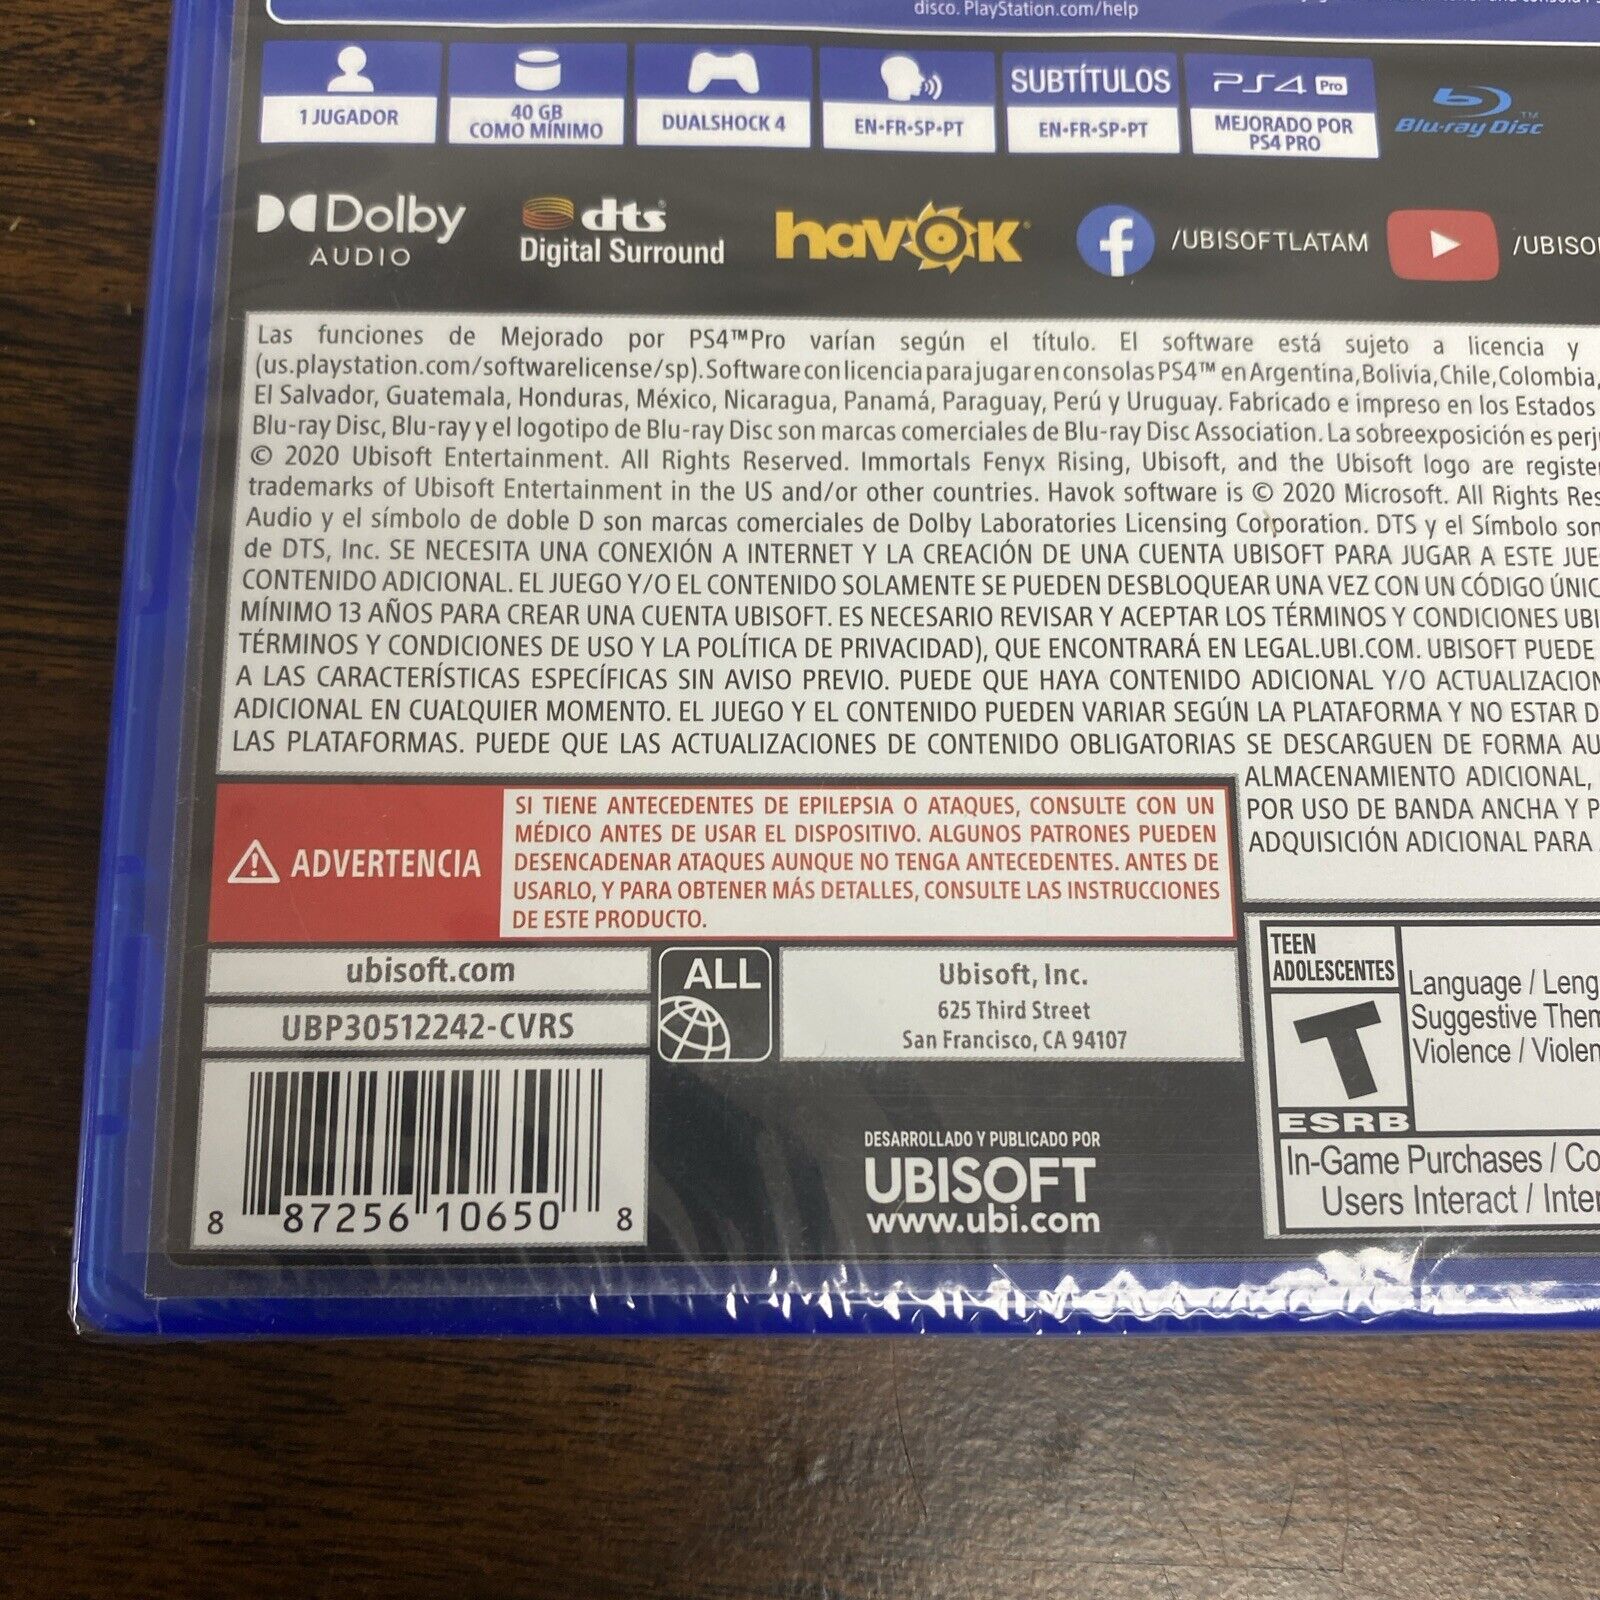 disco. PlayStation.com/help
1 JUGADOR
40 GB
COMO MÍNIMO
DUALSHOCK 4
EN•FR•SP•PT
SUBTÍTULOS
EN•FR•SP•PT
PS4 Pro
MEJORADO POR
PS4 PRO
Blu-ray Disc™
Dolby
AUDIO
dts
Digital Surround
havok
/UBISOFTLATAM
/UBISO
Las funciones de Mejorado por PS4™Pro varían según el título. El software está sujeto a licencia y
(us.playstation.com/softwarelicense/sp). Software con licencia para jugar en consolas PS4™ en Argentina, Bolivia, Chile, Colombia,
El Salvador, Guatemala, Honduras, México, Nicaragua, Panamá, Paraguay, Perú y Uruguay. Fabricado e impreso en los Estados
Blu-ray Disc, Blu-ray y el logotipo de Blu-ray Disc son marcas comerciales de Blu-ray Disc Association. La sobreexposición es perj
© 2020 Ubisoft Entertainment. All Rights Reserved. Immortals Fenyx Rising, Ubisoft, and the Ubisoft logo are register
trademarks of Ubisoft Entertainment in the US and/or other countries. Havok software is © 2020 Microsoft. All Rights Res
Audio y el símbolo de doble D son marcas comerciales de Dolby Laboratories Licensing Corporation. DTS y el Símbolo son
de DTS, Inc. SE NECESITA UNA CONEXIÓN A INTERNET Y LA CREACIÓN DE UNA CUENTA UBISOFT PARA JUGAR A ESTE JUE
CONTENIDO ADICIONAL. EL JUEGO Y/O EL CONTENIDO SOLAMENTE SE PUEDEN DESBLOQUEAR UNA VEZ CON UN CÓDIGO ÚNIC
MÍNIMO 13 AÑOS PARA CREAR UNA CUENTA UBISOFT. ES NECESARIO REVISAR Y ACEPTAR LOS TÉRMINOS Y CONDICIONES UBI
TÉRMINOS Y CONDICIONES DE USO Y LA POLÍTICA DE PRIVACIDAD), QUE ENCONTRARÁ EN LEGAL.UBI.COM. UBISOFT PUEDE
A LAS CARACTERÍSTICAS ESPECÍFICAS SIN AVISO PREVIO. PUEDE QUE HAYA CONTENIDO ADICIONAL Y/O ACTUALIZACION
ADICIONAL EN CUALQUIER MOMENTO. EL JUEGO Y EL CONTENIDO PUEDEN VARIAR SEGÚN LA PLATAFORMA Y NO ESTAR D
LAS PLATAFORMAS. PUEDE QUE LAS ACTUALIZACIONES DE CONTENIDO OBLIGATORIAS SE DESCARGUEN DE FORMA AU
ALMACENAMIENTO ADICIONAL,
POR USO DE BANDA ANCHA Y P
ADQUISICIÓN ADICIONAL PARA
ADVERTENCIA
SI TIENE ANTECEDENTES DE EPILEPSIA O ATAQUES, CONSULTE CON UN
MÉDICO ANTES DE USAR EL DISPOSITIVO. ALGUNOS PATRONES PUEDEN
DESENCADENAR ATAQUES AUNQUE NO TENGA ANTECEDENTES. ANTES DE
USARLO, Y PARA OBTENER MÁS DETALLES, CONSULTE LAS INSTRUCCIONES
DE ESTE PRODUCTO.
ubisoft.com
UBP30512242-CVRS
ALL
Ubisoft, Inc.
625 Third Street
San Francisco, CA 94107
8 87256 10650 8
DESARROLLADO Y PUBLICADO POR
UBISOFT
www.ubi.com
TEEN
ADOLESCENTES
T
ESRB
Language / Leng
Suggestive Them
Violence / Violen
In-Game Purchases / Co
Users Interact / Inter